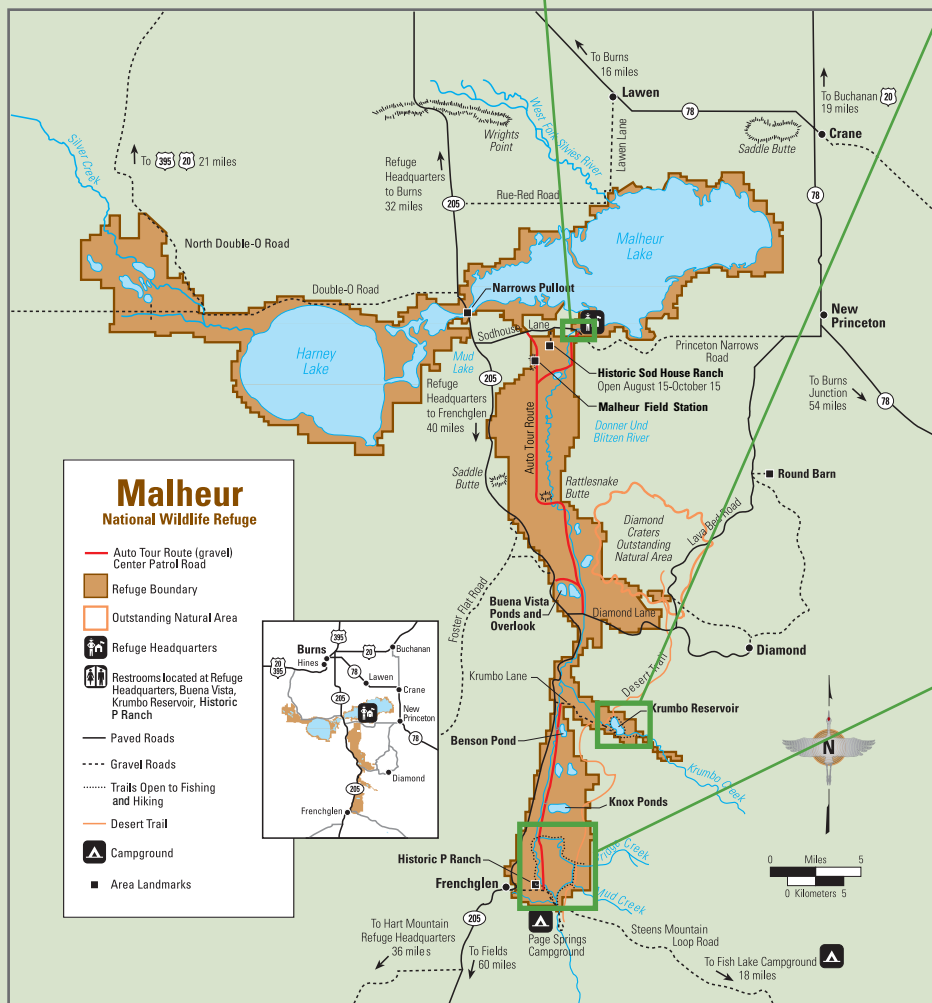 To Burns
16 miles
Lawen
78
To Buchanan 20
19 miles
Crane
Saddle Butte
Wrights
Point
West Fork Silvies River
Lawen Lane
Silver Creek
To 395 20 21 miles
Refuge
Headquarters
to Burns
32 miles
205
Rue-Red Road
78
North Double-O Road
Malheur
Lake
Double-O Road
Narrows Pullout
Sodhouse Lane
New
Princeton
Princeton Narrows
Road
Harney
Lake
Mud
Lake
Historic Sod House Ranch
Open August 15-October 15
205
Refuge
Headquarters
to Frenchglen
40 miles
Malheur Field Station
To Burns
Junction
54 miles
78
Donner Und
Blitzen River
Auto Tour Route
Saddle
Butte
Rattlesnake
Butte
Round Barn
Diamond
Craters
Outstanding
Natural Area
Lava Bed Road
Foster Flat Road
Buena Vista
Ponds and
Overlook
Diamond Lane
Diamond
Desert Trail
Krumbo Lane
Krumbo Reservoir
Benson Pond
Krumbo Creek
Knox Ponds
N
Bridge Creek
Historic P Ranch
Frenchglen
Mud Creek
0 Miles 5
0 Kilometers 5
205
To Hart Mountain
Refuge Headquarters
36 miles
To Fields
60 miles
Page Springs
Campground
Steens Mountain
Loop Road
To Fish Lake Campground
18 miles
Malheur
National Wildlife Refuge
Auto Tour Route (gravel)
Center Patrol Road
Refuge Boundary
Outstanding Natural Area
Refuge Headquarters
Restrooms located at Refuge
Headquarters, Buena Vista,
Krumbo Reservoir, Historic
P Ranch
Paved Roads
Gravel Roads
Trails Open to Fishing
and Hiking
Desert Trail
Campground
Area Landmarks
395
Burns
20
Buchanan
20
395
Hines
78
Lawen
Crane
205
New
Princeton
78
Diamond
205
Frenchglen